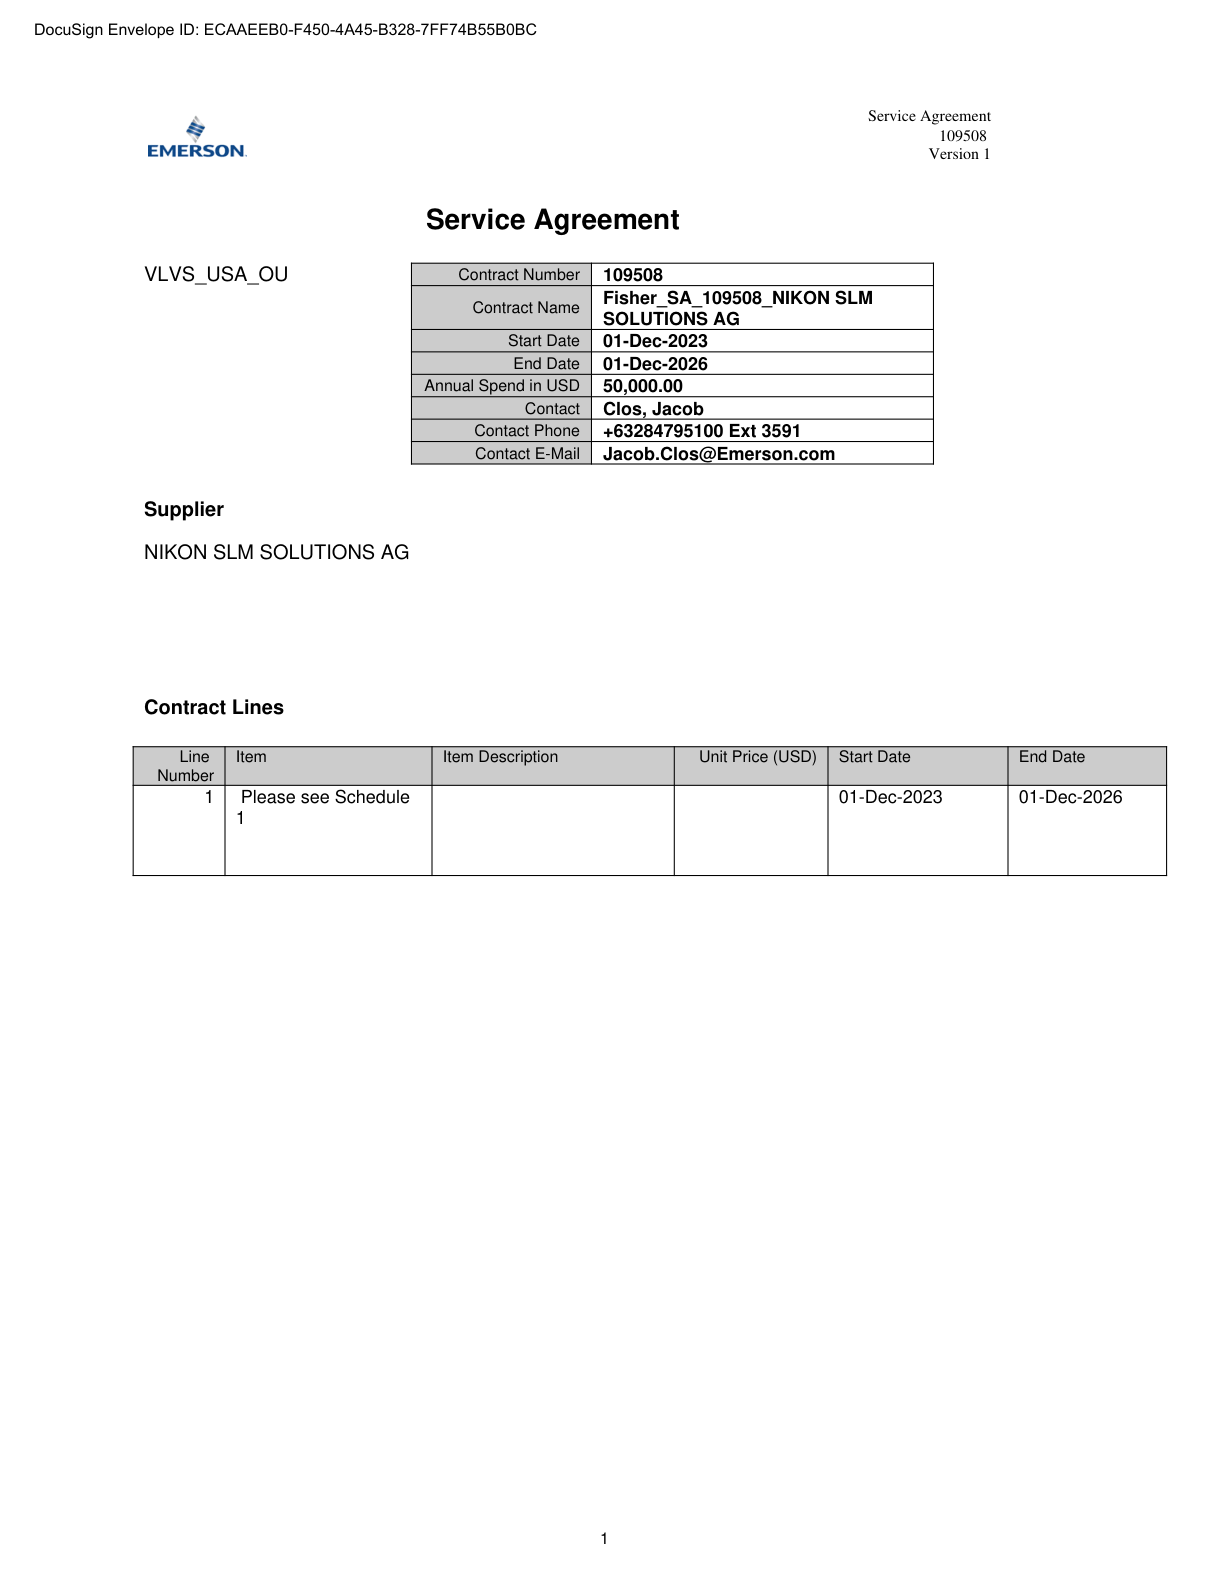 DocuSign Envelope ID: ECAAEEB0-F450-4A45-B328-7FF74B55B0BC
EMERSON
Service Agreement
109508
Version 1
Service Agreement
VLVS_USA_OU
Contract Number 109508
Contract Name Fisher_SA_109508_NIKON SLM
SOLUTIONS AG
Start Date 01-Dec-2023
End Date 01-Dec-2026
Annual Spend in USD 50,000.00
Contact Clos, Jacob
Contact Phone +63284795100 Ext 3591
Contact E-Mail Jacob.Clos@Emerson.com
Supplier
NIKON SLM SOLUTIONS AG
Contract Lines
Line Item Item Description Unit Price (USD) Start Date End Date
Number
1 Please see Schedule 01-Dec-2023 01-Dec-2026
1
1